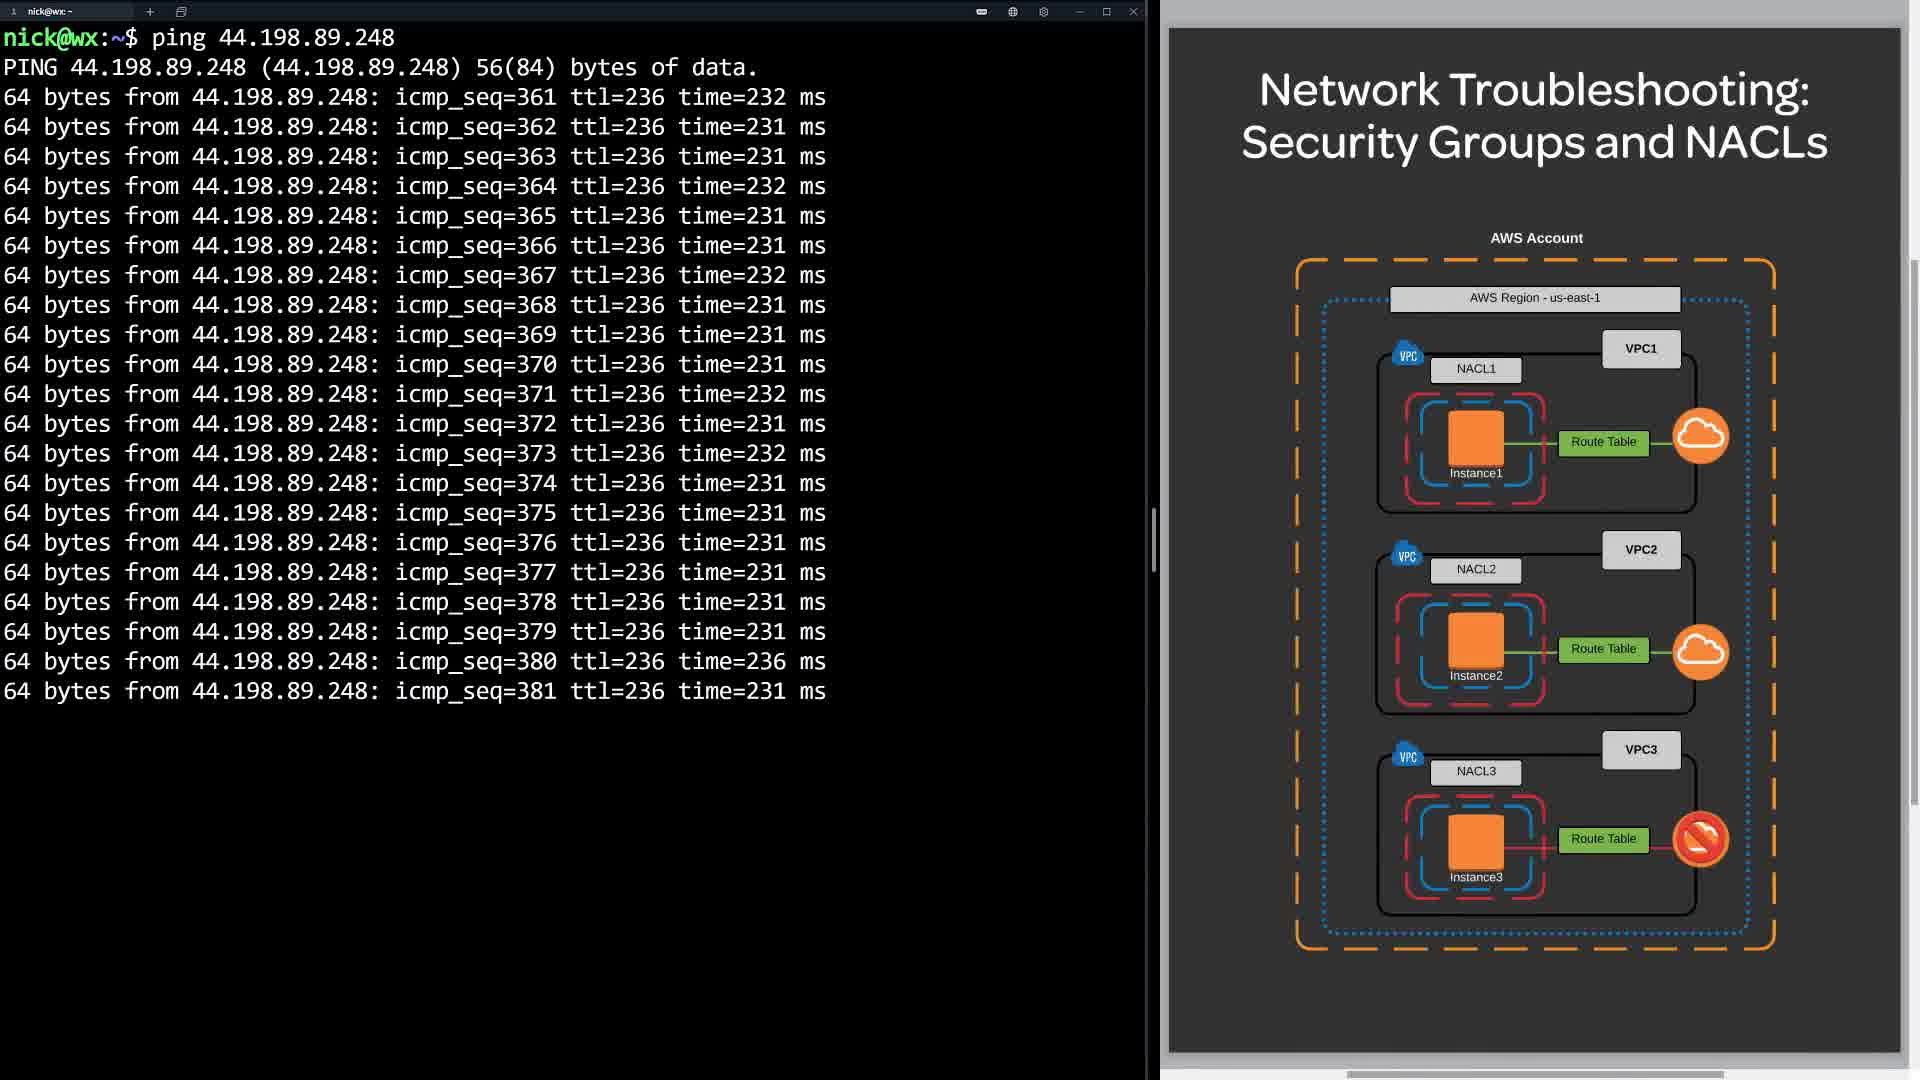 1 nick@wx: ~
nick@wx:~$ ping 44.198.89.248
PING 44.198.89.248 (44.198.89.248) 56(84) bytes of data.
64 bytes from 44.198.89.248: icmp_seq=361 ttl=236 time=232 ms
64 bytes from 44.198.89.248: icmp_seq=362 ttl=236 time=231 ms
64 bytes from 44.198.89.248: icmp_seq=363 ttl=236 time=231 ms
64 bytes from 44.198.89.248: icmp_seq=364 ttl=236 time=232 ms
64 bytes from 44.198.89.248: icmp_seq=365 ttl=236 time=231 ms
64 bytes from 44.198.89.248: icmp_seq=366 ttl=236 time=231 ms
64 bytes from 44.198.89.248: icmp_seq=367 ttl=236 time=232 ms
64 bytes from 44.198.89.248: icmp_seq=368 ttl=236 time=231 ms
64 bytes from 44.198.89.248: icmp_seq=369 ttl=236 time=231 ms
64 bytes from 44.198.89.248: icmp_seq=370 ttl=236 time=231 ms
64 bytes from 44.198.89.248: icmp_seq=371 ttl=236 time=232 ms
64 bytes from 44.198.89.248: icmp_seq=372 ttl=236 time=231 ms
64 bytes from 44.198.89.248: icmp_seq=373 ttl=236 time=232 ms
64 bytes from 44.198.89.248: icmp_seq=374 ttl=236 time=231 ms
64 bytes from 44.198.89.248: icmp_seq=375 ttl=236 time=231 ms
64 bytes from 44.198.89.248: icmp_seq=376 ttl=236 time=231 ms
64 bytes from 44.198.89.248: icmp_seq=377 ttl=236 time=231 ms
64 bytes from 44.198.89.248: icmp_seq=378 ttl=236 time=231 ms
64 bytes from 44.198.89.248: icmp_seq=379 ttl=236 time=231 ms
64 bytes from 44.198.89.248: icmp_seq=380 ttl=236 time=236 ms
64 bytes from 44.198.89.248: icmp_seq=381 ttl=236 time=231 ms
Network Troubleshooting:
Security Groups and NACLs
AWS Account
AWS Region - us-east-1
VPC1
VPC
NACL1
Route Table
Instance1
VPC2
VPC
NACL2
Route Table
Instance2
VPC3
VPC
NACL3
Route Table
Instance3